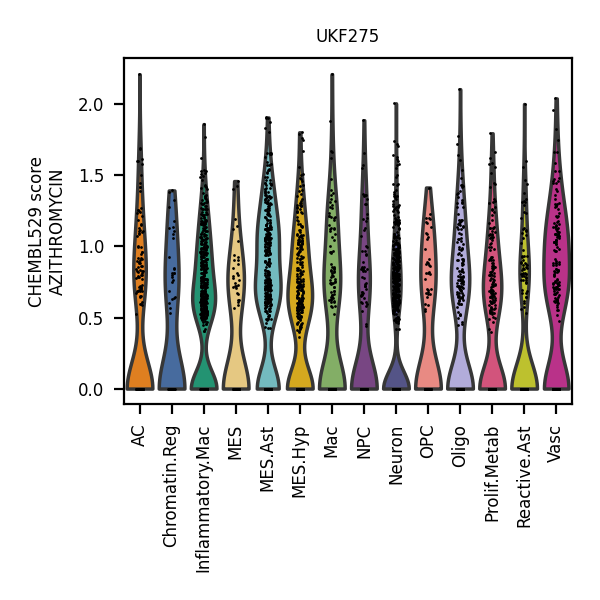 UKF275
CHEMBL529 score
AZITHROMYCIN
2.0
1.5
1.0
0.5
0.0
AC
Chromatin.Reg
Inflammatory.Mac
MES
MES.Ast
MES.Hyp
Mac
NPC
Neuron
OPC
Oligo
Prolif.Metab
Reactive.Ast
Vasc